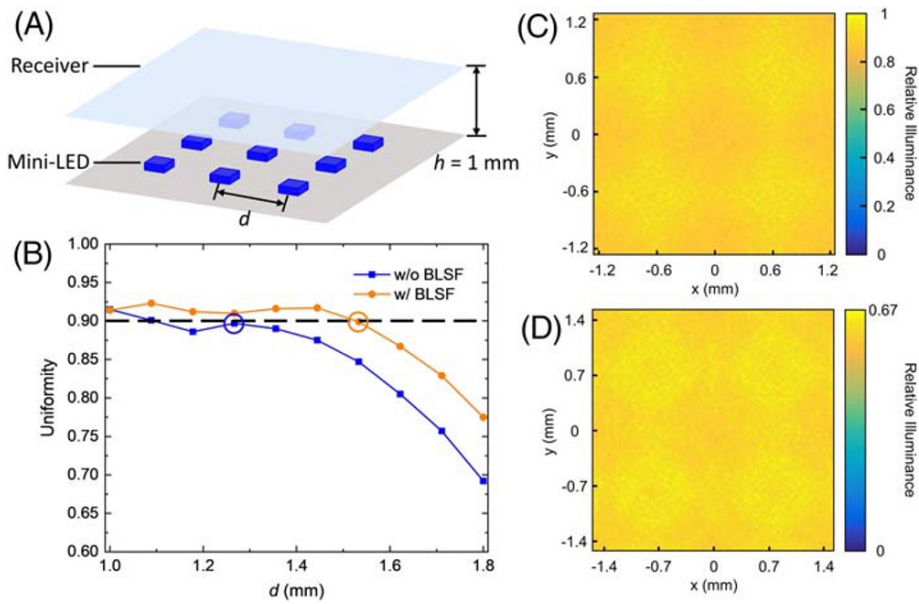 (A)
Receiver
Mini-LED
h = 1 mm
d
(B)
1.00
0.95
0.90
0.85
0.80
0.75
0.70
0.65
0.60
Uniformity
w/o BLSF
w/ BLSF
1.0 1.2 1.4 1.6 1.8
d (mm)
(C)
1.2
0.6
0
-0.6
-1.2
y (mm)
-1.2 -0.6 0 0.6 1.2
x (mm)
1
0.8
0.6
0.4
0.2
0
Relative Illuminance
(D)
1.4
0.7
0
-0.7
-1.4
y (mm)
-1.4 -0.7 0 0.7 1.4
x (mm)
0.67
0
Relative Illuminance